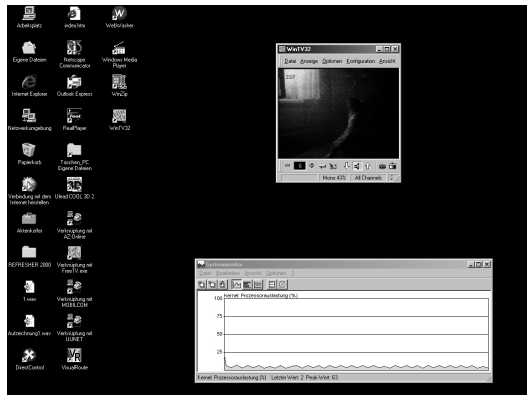 Arbeitsplatz
index.htm
WebWasher
Eigene Dateien
Netscape
Communicator
Windows Media
Player
Internet Explorer
Outlook Express
WinZip
Netzwerkumgebung
RealPlayer
WinTV32
Papierkorb
Taschen_PC
Eigene Dateien
Verbindung mit dem
Internet herstellen
Ulead COOL 3D 2
Aktenkoffer
Verknüpfung mit
AZ-Online
REFRESHER 2000
Verknüpfung mit
FreeTV.exe
1.wav
Verknüpfung mit
MOBILCOM
Aufzeichnung1.wav
Verknüpfung mit
UUNET
DirectControl
VisualRoute
WinTV32
Datei Anzeige Optionen Konfiguration Ansicht
6
Mono 43% All Channels
Systemmonitor
Datei Bearbeiten Ansicht Optionen ?
Kernel: Prozessorauslastung (%)
100
75
50
25
Kernel: Prozessorauslastung (%) Letzter Wert: 2 Peak-Wert: 63